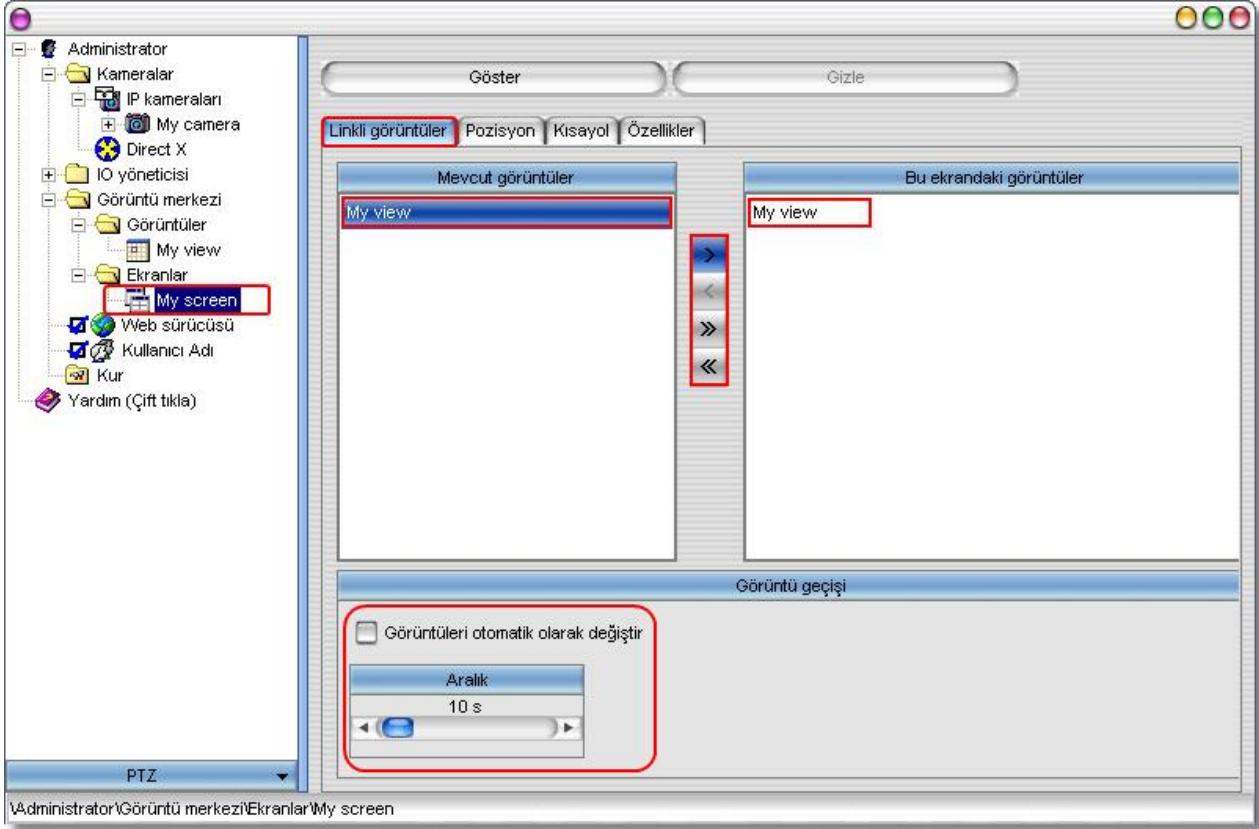 Administrator
Kameralar
IP kameraları
My camera
Direct X
IO yöneticisi
Görüntü merkezi
Görüntüler
My view
Ekranlar
My screen
Web sürücüsü
Kullanıcı Adı
Kur
Yardım (Çift tıkla)
PTZ
Göster
Gizle
Linkli görüntüler
Pozisyon
Kısayol
Özellikler
Mevcut görüntüler
My view
>
<
»
«
Bu ekrandaki görüntüler
My view
Görüntü geçişi
Görüntüleri otomatik olarak değiştir
Aralık
10 s
\Administrator\Görüntü merkezi\Ekranlar\My screen